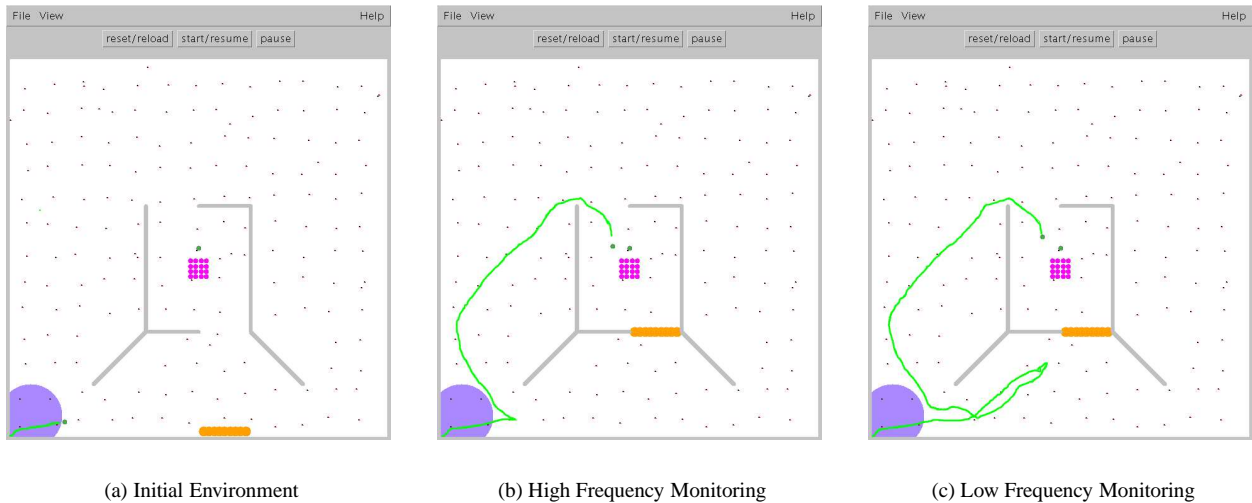 File View Help
reset/reload start/resume pause
File View Help
reset/reload start/resume pause
File View Help
reset/reload start/resume pause
(a) Initial Environment
(b) High Frequency Monitoring
(c) Low Frequency Monitoring